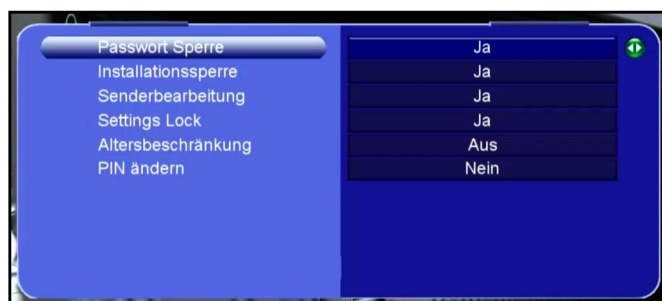 Passwort Sperre Ja
Installationssperre Ja
Senderbearbeitung Ja
Settings Lock Ja
Altersbeschränkung Aus
PIN ändern Nein